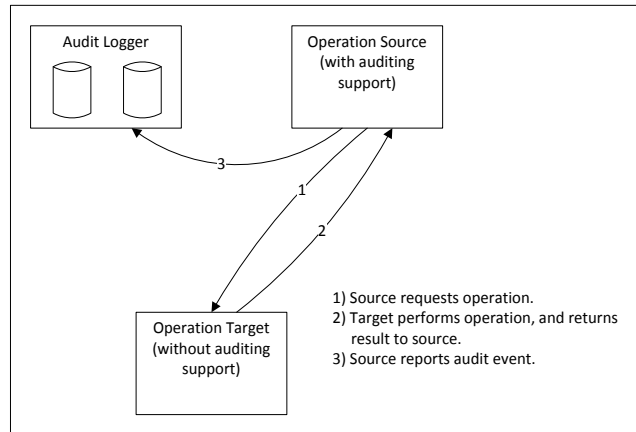 Audit Logger
Operation Source
(with auditing
support)
3
1
2
Operation Target
(without auditing
support)
1) Source requests operation.
2) Target performs operation, and returns
result to source.
3) Source reports audit event.